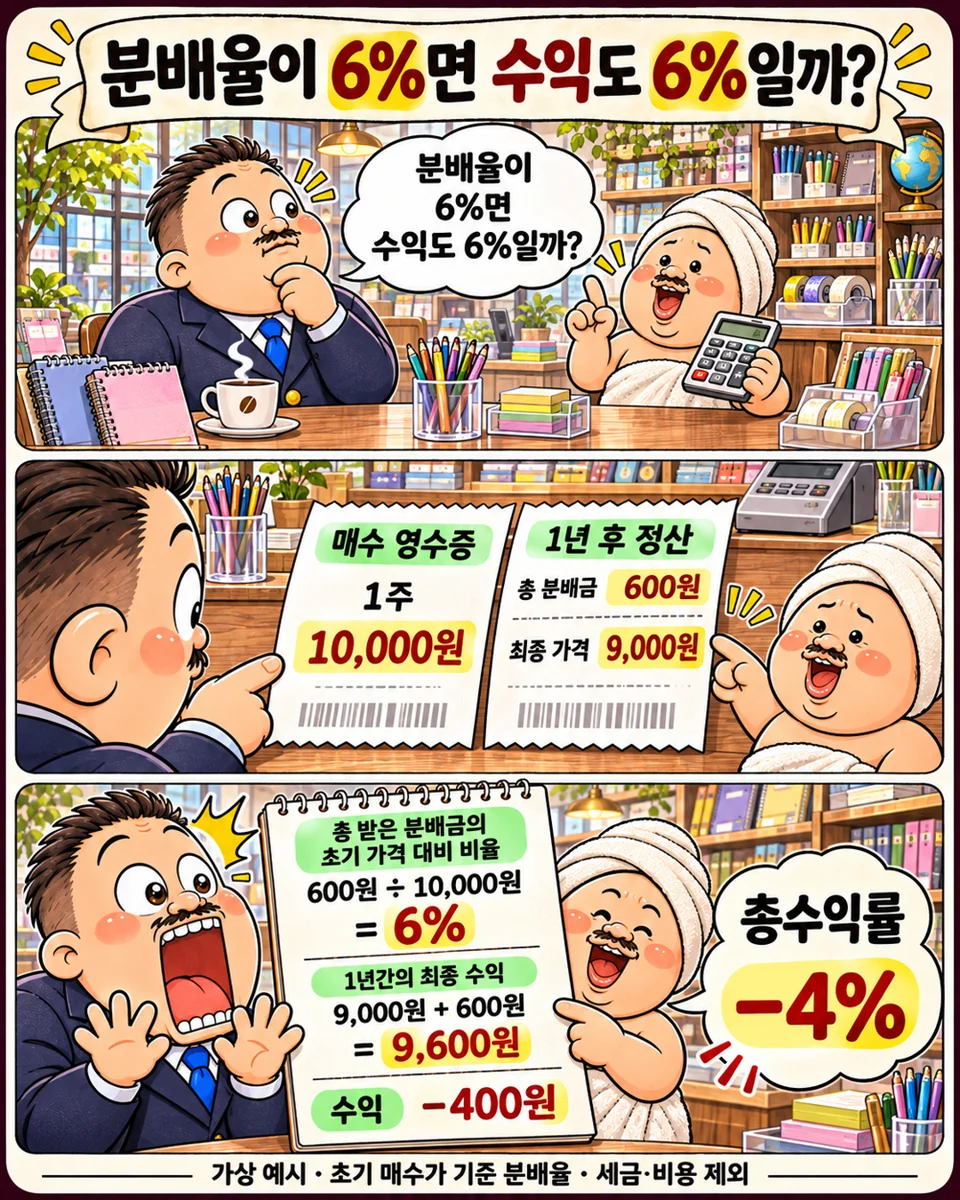 분배율이 6%면 수익도 6%일까?
분배율이
6%면
수익도 6%일까?
매수 영수증
1주
10,000원
1년 후 정산
총 분배금 600원
최종 가격 9,000원
총 받은 분배금의
초기 가격 대비 비율
600원 ÷ 10,000원
= 6%
1년간의 최종 수익
9,000원 + 600원
= 9,600원
수익 -400원
총수익률
-4%
가상 예시 · 초기 매수가 기준 분배율 · 세금·비용 제외